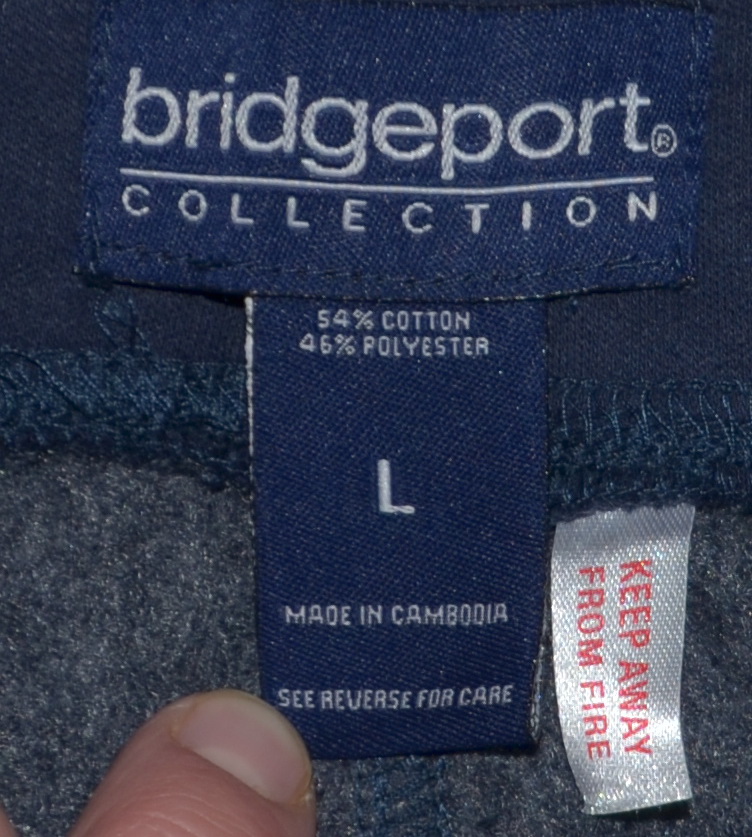 bridgeport®
COLLECTION
54% COTTON
46% POLYESTER
L
MADE IN CAMBODIA
SEE REVERSE FOR CARE
KEEP AWAY
FROM FIRE